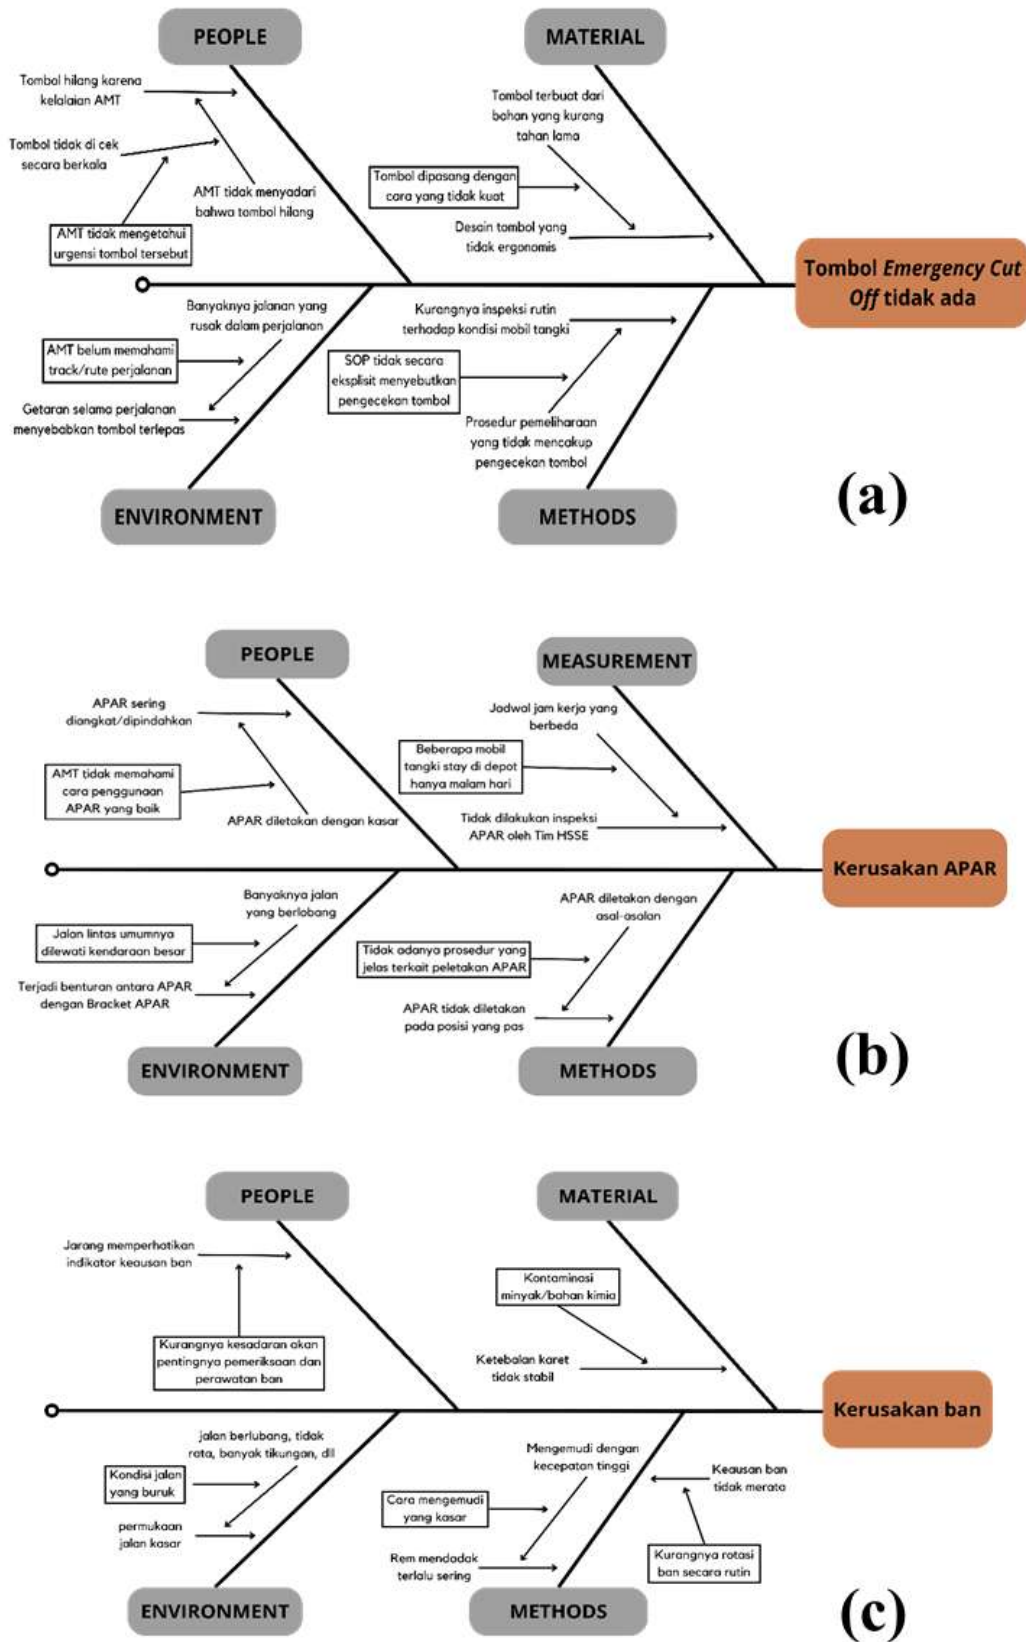 PEOPLE
MATERIAL
Tombol hilang karena
kelalaian AMT
Tombol tidak di cek
secara berkala
AMT tidak menyadari
bahwa tombol hilang
AMT tidak mengetahui
urgensi tombol tersebut
Tombol terbuat dari
bahan yang kurang
tahan lama
Tombol dipasang dengan
cara yang tidak kuat
Desain tombol yang
tidak ergonomis
Tombol Emergency Cut
Off tidak ada
Banyaknya jalanan yang
rusak dalam perjalanan
AMT belum memahami
track/rute perjalanan
Getaran selama perjalanan
menyebabkan tombol terlepas
Kurangnya inspeksi rutin
terhadap kondisi mobil tangki
SOP tidak secara
eksplisit menyebutkan
pengecekan tombol
Prosedur pemeliharaan
yang tidak mencakup
pengecekan tombol
ENVIRONMENT
METHODS
(a)
PEOPLE
MEASUREMENT
APAR sering
diangkat/dipindahkan
AMT tidak memahami
cara penggunaan
APAR yang baik
APAR diletakan dengan kasar
Jadwal jam kerja yang
berbeda
Beberapa mobil
tangki stay di depot
hanya malam hari
Tidak dilakukan inspeksi
APAR oleh Tim HSSE
Kerusakan APAR
Banyaknya jalan
yang berlobang
Jalan lintas umumnya
dilewati kendaraan besar
Terjadi benturan antara APAR
dengan Bracket APAR
APAR diletakan dengan
asal-asalan
Tidak adanya prosedur yang
jelas terkait peletakan APAR
APAR tidak diletakan
pada posisi yang pas
ENVIRONMENT
METHODS
(b)
PEOPLE
MATERIAL
Jarang memperhatikan
indikator keausan ban
Kurangnya kesadaran akan
pentingnya pemeriksaan dan
perawatan ban
Kontaminasi
minyak/bahan kimia
Ketebalan karet
tidak stabil
Kerusakan ban
jalan berlubang, tidak
rata, banyak tikungan, dll
Kondisi jalan
yang buruk
permukaan
jalan kasar
Mengemudi dengan
kecepatan tinggi
Cara mengemudi
yang kasar
Rem mendadak
terlalu sering
Keausan ban
tidak merata
Kurangnya rotasi
ban secara rutin
ENVIRONMENT
METHODS
(c)